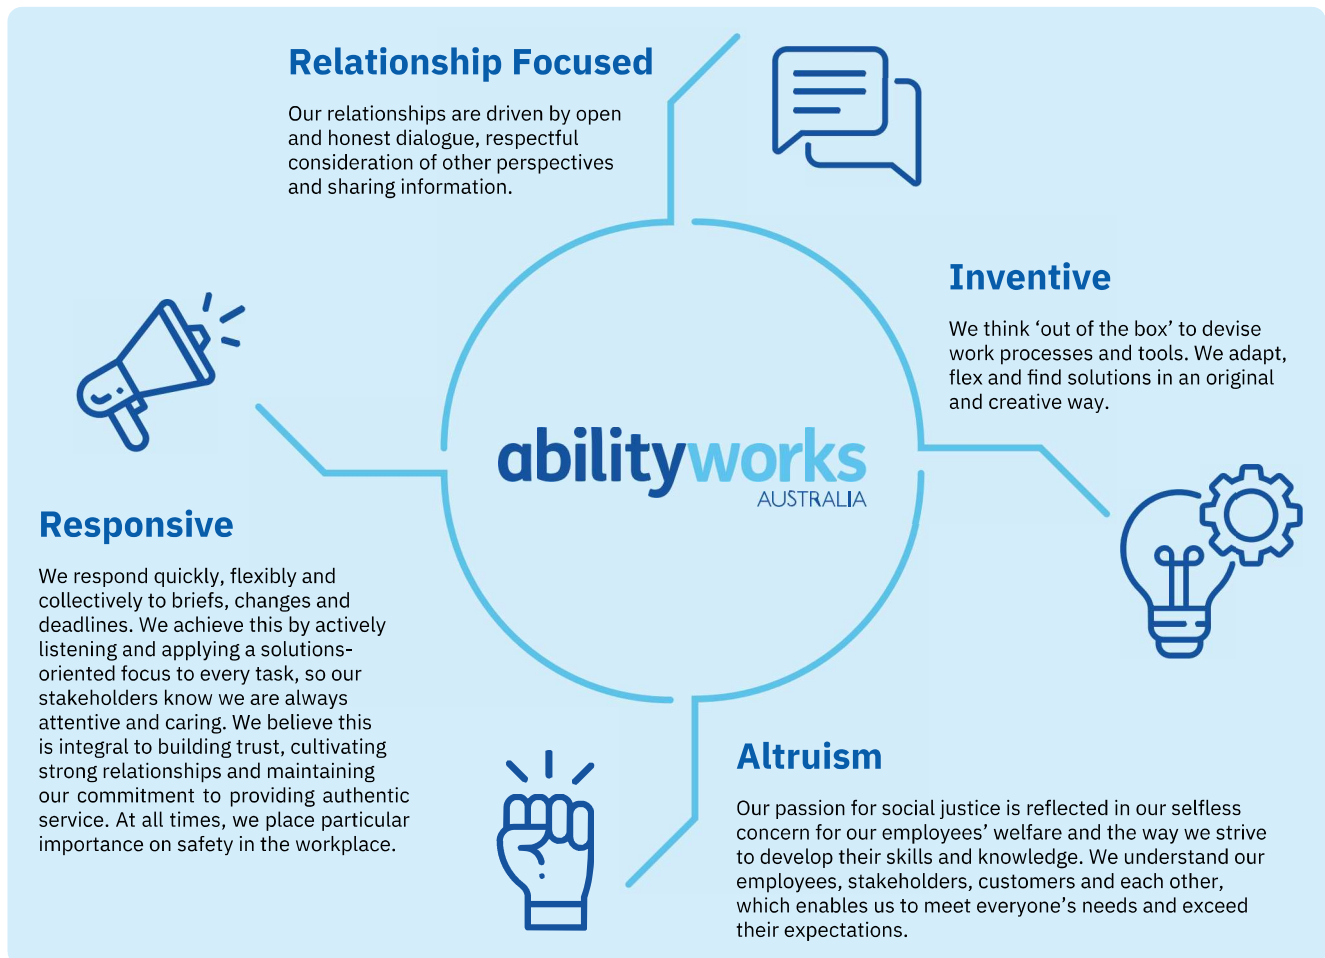 Relationship Focused
Our relationships are driven by open
and honest dialogue, respectful
consideration of other perspectives
and sharing information.
Inventive
We think ‘out of the box’ to devise
work processes and tools. We adapt,
flex and find solutions in an original
and creative way.
abilityworks
AUSTRALIA
Responsive
We respond quickly, flexibly and
collectively to briefs, changes and
deadlines. We achieve this by actively
listening and applying a solutions-
oriented focus to every task, so our
stakeholders know we are always
attentive and caring. We believe this
is integral to building trust, cultivating
strong relationships and maintaining
our commitment to providing authentic
service. At all times, we place particular
importance on safety in the workplace.
Altruism
Our passion for social justice is reflected in our selfless
concern for our employees’ welfare and the way we strive
to develop their skills and knowledge. We understand our
employees, stakeholders, customers and each other,
which enables us to meet everyone’s needs and exceed
their expectations.